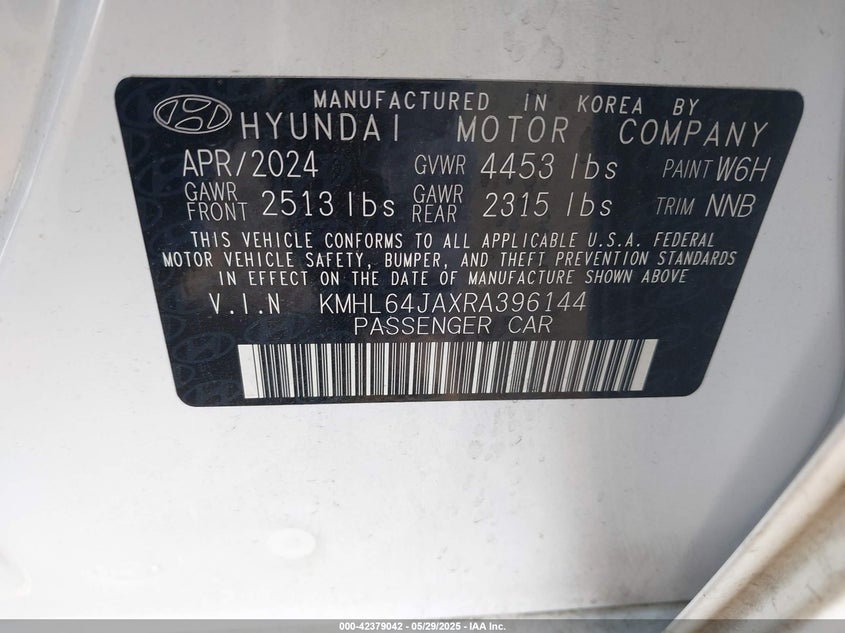 MANUFACTURED IN KOREA BY
HYUNDAI MOTOR COMPANY
APR/2024 GVWR 4453 lbs PAINT W6H
GAWR FRONT 2513 lbs GAWR REAR 2315 lbs TRIM NNB
THIS VEHICLE CONFORMS TO ALL APPLICABLE U.S.A. FEDERAL
MOTOR VEHICLE SAFETY, BUMPER, AND THEFT PREVENTION STANDARDS
IN EFFECT ON THE DATE OF MANUFACTURE SHOWN ABOVE
V.I.N KMHL64JAXRA396144
PASSENGER CAR
000-42379042 - 05/29/2025 - IAA Inc.